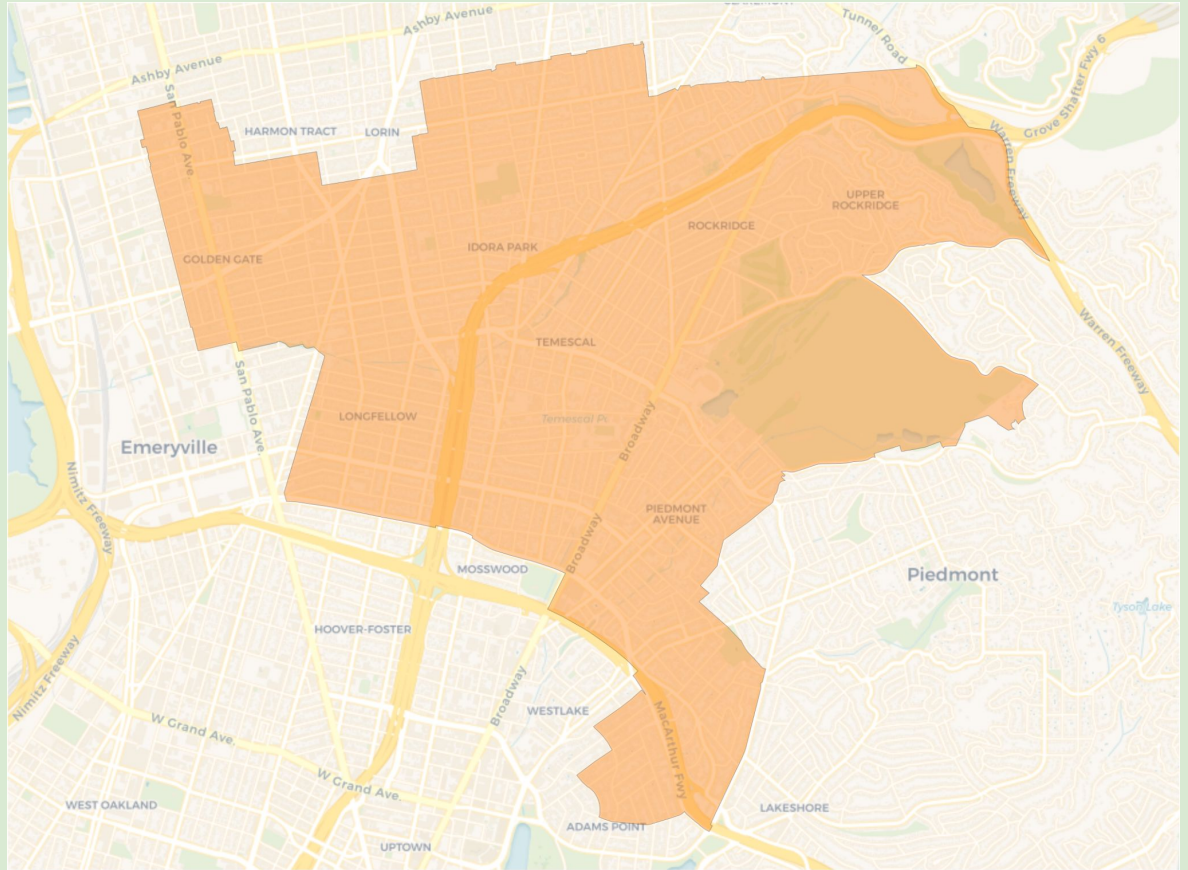 Ashby Avenue
Tunnel Road
Grove Shafter Fwy 6
Ashby Avenue
San Pablo Ave
HARMON TRACT
LORIN
Warren Freeway
UPPER
ROCKRIDGE
ROCKRIDGE
IDORA PARK
GOLDEN GATE
TEMESCAL
Warren Freeway
San Pablo Ave.
LONGFELLOW
Broadway
Emeryville
Nimitz Freeway
PIEDMONT
AVENUE
Broadway
MOSSWOOD
Piedmont
Tyson Lake
HOOVER-FOSTER
Nimitz Freeway
Broadway
WESTLAKE
W Grand Ave.
MacArthur Fwy
W Grand Ave.
WEST OAKLAND
LAKESHORE
ADAMS POINT
UPTOWN